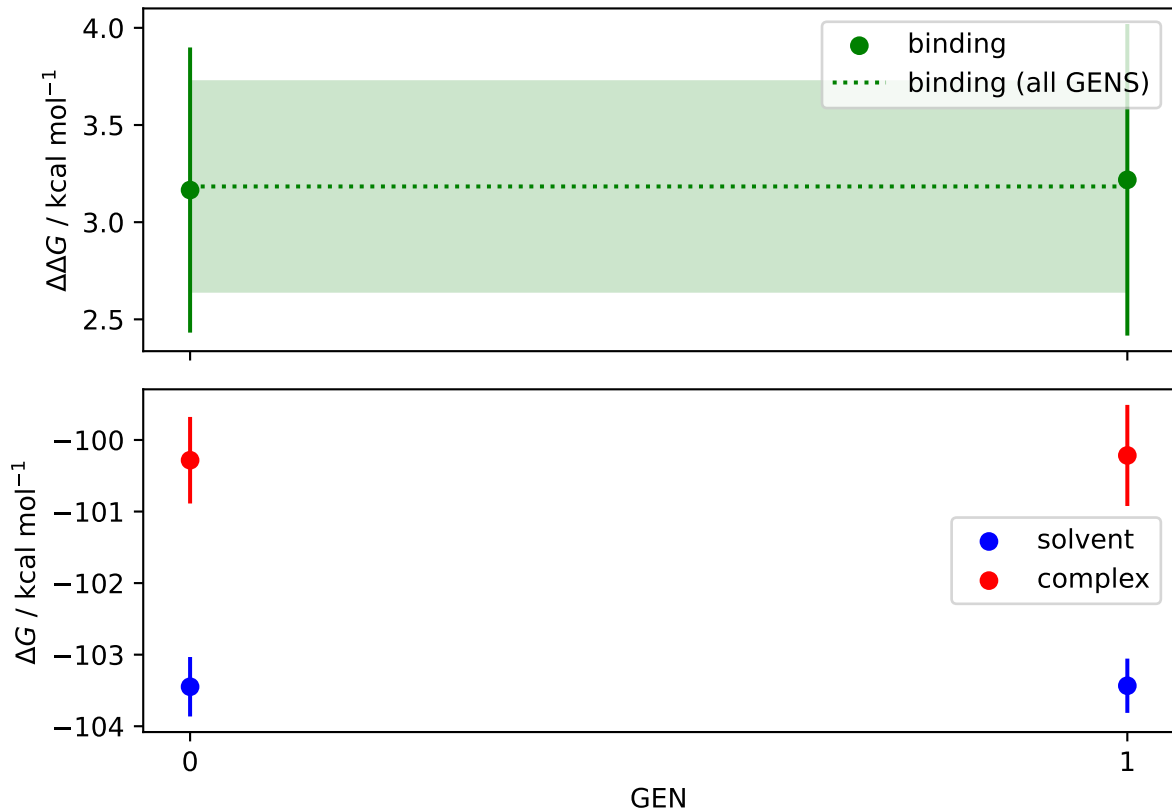 4.0
3.5
3.0
2.5
ΔΔG / kcal mol⁻¹
binding
binding (all GENS)
−100
−101
−102
−103
−104
ΔG / kcal mol⁻¹
solvent
complex
0
1
GEN